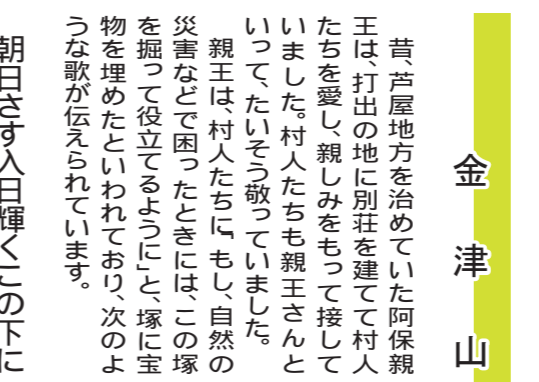 金津山
昔、芦屋地方を治めていた阿保親
王は、打出の地に別荘を建てて村人
たちを愛し、親しみをもって接して
いました。村人たちも親王さんと
いって、たいそう敬っていました。
親王は、村人たちに「もし、自然の
災害などで困ったときには、この塚
を掘って役立てるように」と、塚に宝
物を埋めたといわれており、次のよ
うな歌が伝えられています。
朝日さす入日輝くこの下に